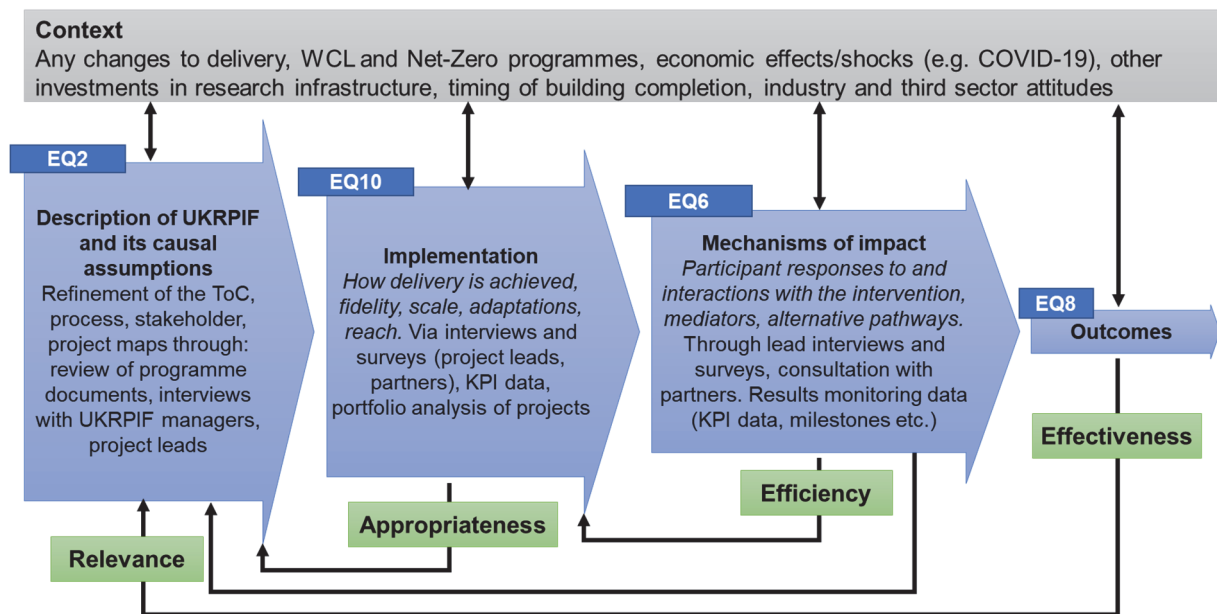 Context
Any changes to delivery, WCL and Net-Zero programmes, economic effects/shocks (e.g. COVID-19), other
investments in research infrastructure, timing of building completion, industry and third sector attitudes
EQ2
Description of UKRPIF
and its causal
assumptions
Refinement of the ToC,
process, stakeholder,
project maps through:
review of programme
documents, interviews
with UKRPIF managers,
project leads
EQ10
Implementation
How delivery is achieved,
fidelity, scale, adaptations,
reach. Via interviews and
surveys (project leads,
partners), KPI data,
portfolio analysis of projects
EQ6
Mechanisms of impact
Participant responses to and
interactions with the intervention,
mediators, alternative pathways.
Through lead interviews and
surveys, consultation with
partners. Results monitoring data
(KPI data, milestones etc.)
EQ8
Outcomes
Relevance
Appropriateness
Efficiency
Effectiveness